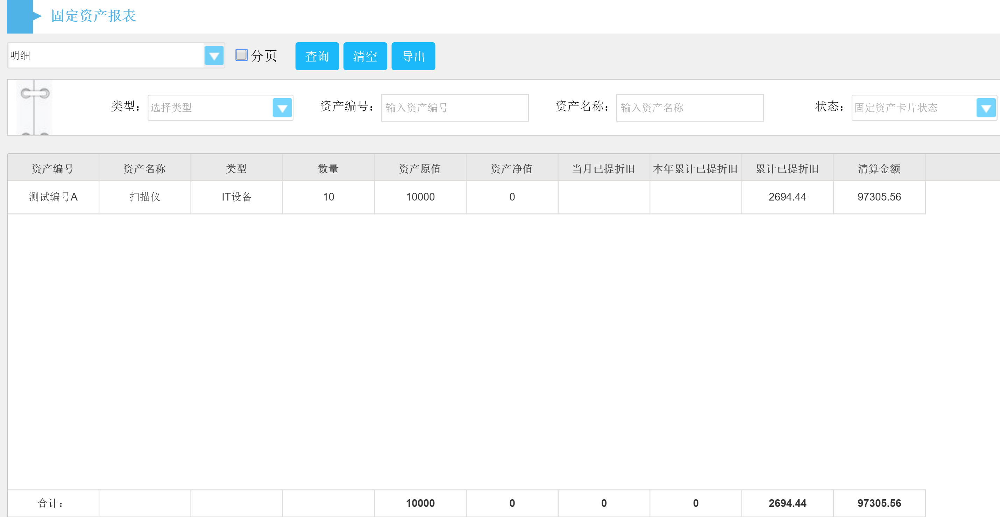 固定资产报表
明细 分页 查询 清空 导出
类型： 选择类型 资产编号： 输入资产编号 资产名称： 输入资产名称 状态： 固定资产卡片状态
资产编号 资产名称 类型 数量 资产原值 资产净值 当月已提折旧 本年累计已提折旧 累计已提折旧 清算金额
测试编号A 扫描仪 IT设备 10 10000 0 2694.44 97305.56
合计： 10000 0 0 0 2694.44 97305.56